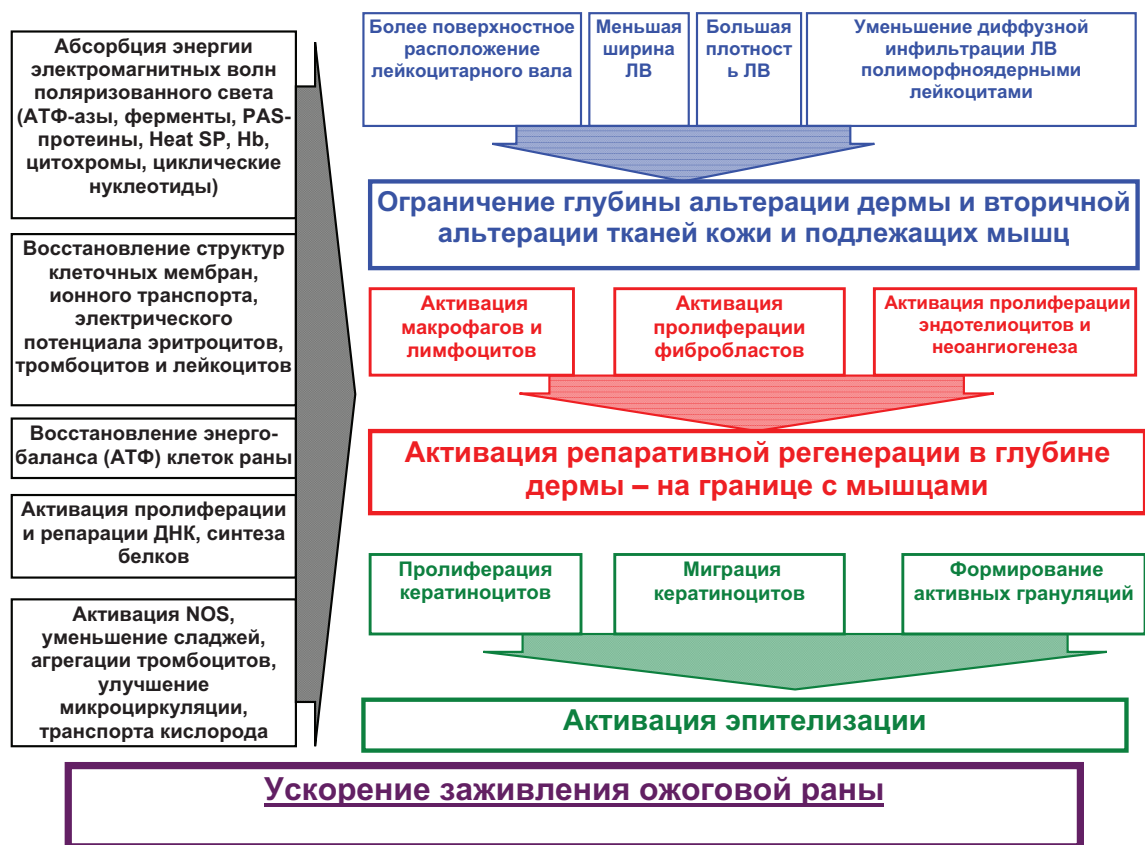 Абсорбция энергии
электромагнитных волн
поляризованного света
(АТФ-азы, ферменты, PAS-
протеины, Heat SP, Hb,
цитохромы, циклические
нуклеотиды)
Восстановление структур
клеточных мембран,
ионного транспорта,
электрического
потенциала эритроцитов,
тромбоцитов и лейкоцитов
Восстановление энерго-
баланса (АТФ) клеток раны
Активация пролиферации
и репарации ДНК, синтеза
белков
Активация NOS,
уменьшение сладжей,
агрегации тромбоцитов,
улучшение
микроциркуляции,
транспорта кислорода
Более поверхностное
расположение
лейкоцитарного вала
Меньшая
ширина
ЛВ
Большая
плотност
ь ЛВ
Уменьшение диффузной
инфильтрации ЛВ
полиморфноядерными
лейкоцитами
Ограничение глубины альтерации дермы и вторичной
альтерации тканей кожи и подлежащих мышц
Активация
макрофагов и
лимфоцитов
Активация
пролиферации
фибробластов
Активация пролиферации
эндотелиоцитов и
неоангиогенеза
Активация репаративной регенерации в глубине
дермы – на границе с мышцами
Пролиферация
кератиноцитов
Миграция
кератиноцитов
Формирование
активных грануляций
Активация эпителизации
Ускорение заживления ожоговой раны